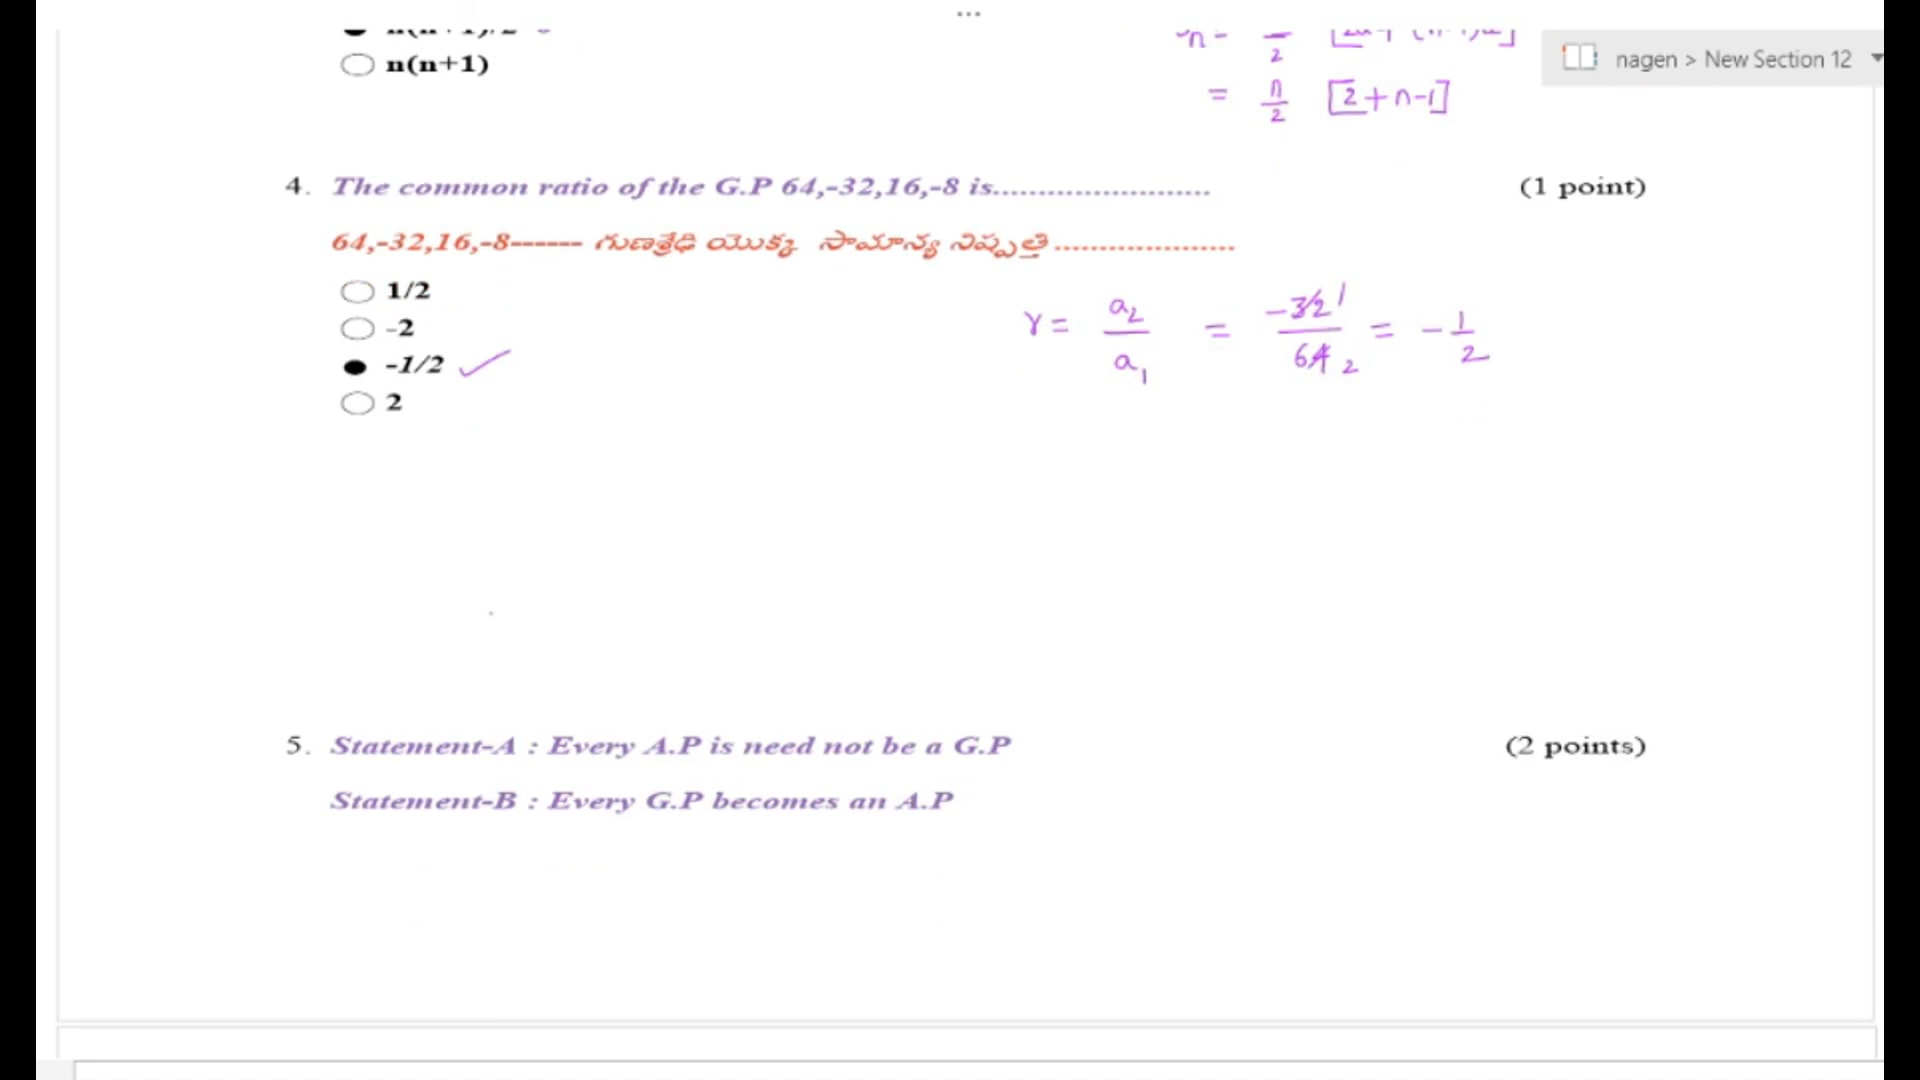 n(n+1)/2
n(n+1)
= n/2 [2+n-1]
nagen > New Section 12
4. The common ratio of the G.P 64,-32,16,-8 is........................ (1 point)
64,-32,16,-8------ గుణశ్రేఢి యొక్క సామాన్య నిష్పత్తి ....................
1/2
-2
-1/2 ✓
2
r = a2/a1 = -32/64 = -1/2
5. Statement-A : Every A.P is need not be a G.P (2 points)
Statement-B : Every G.P becomes an A.P